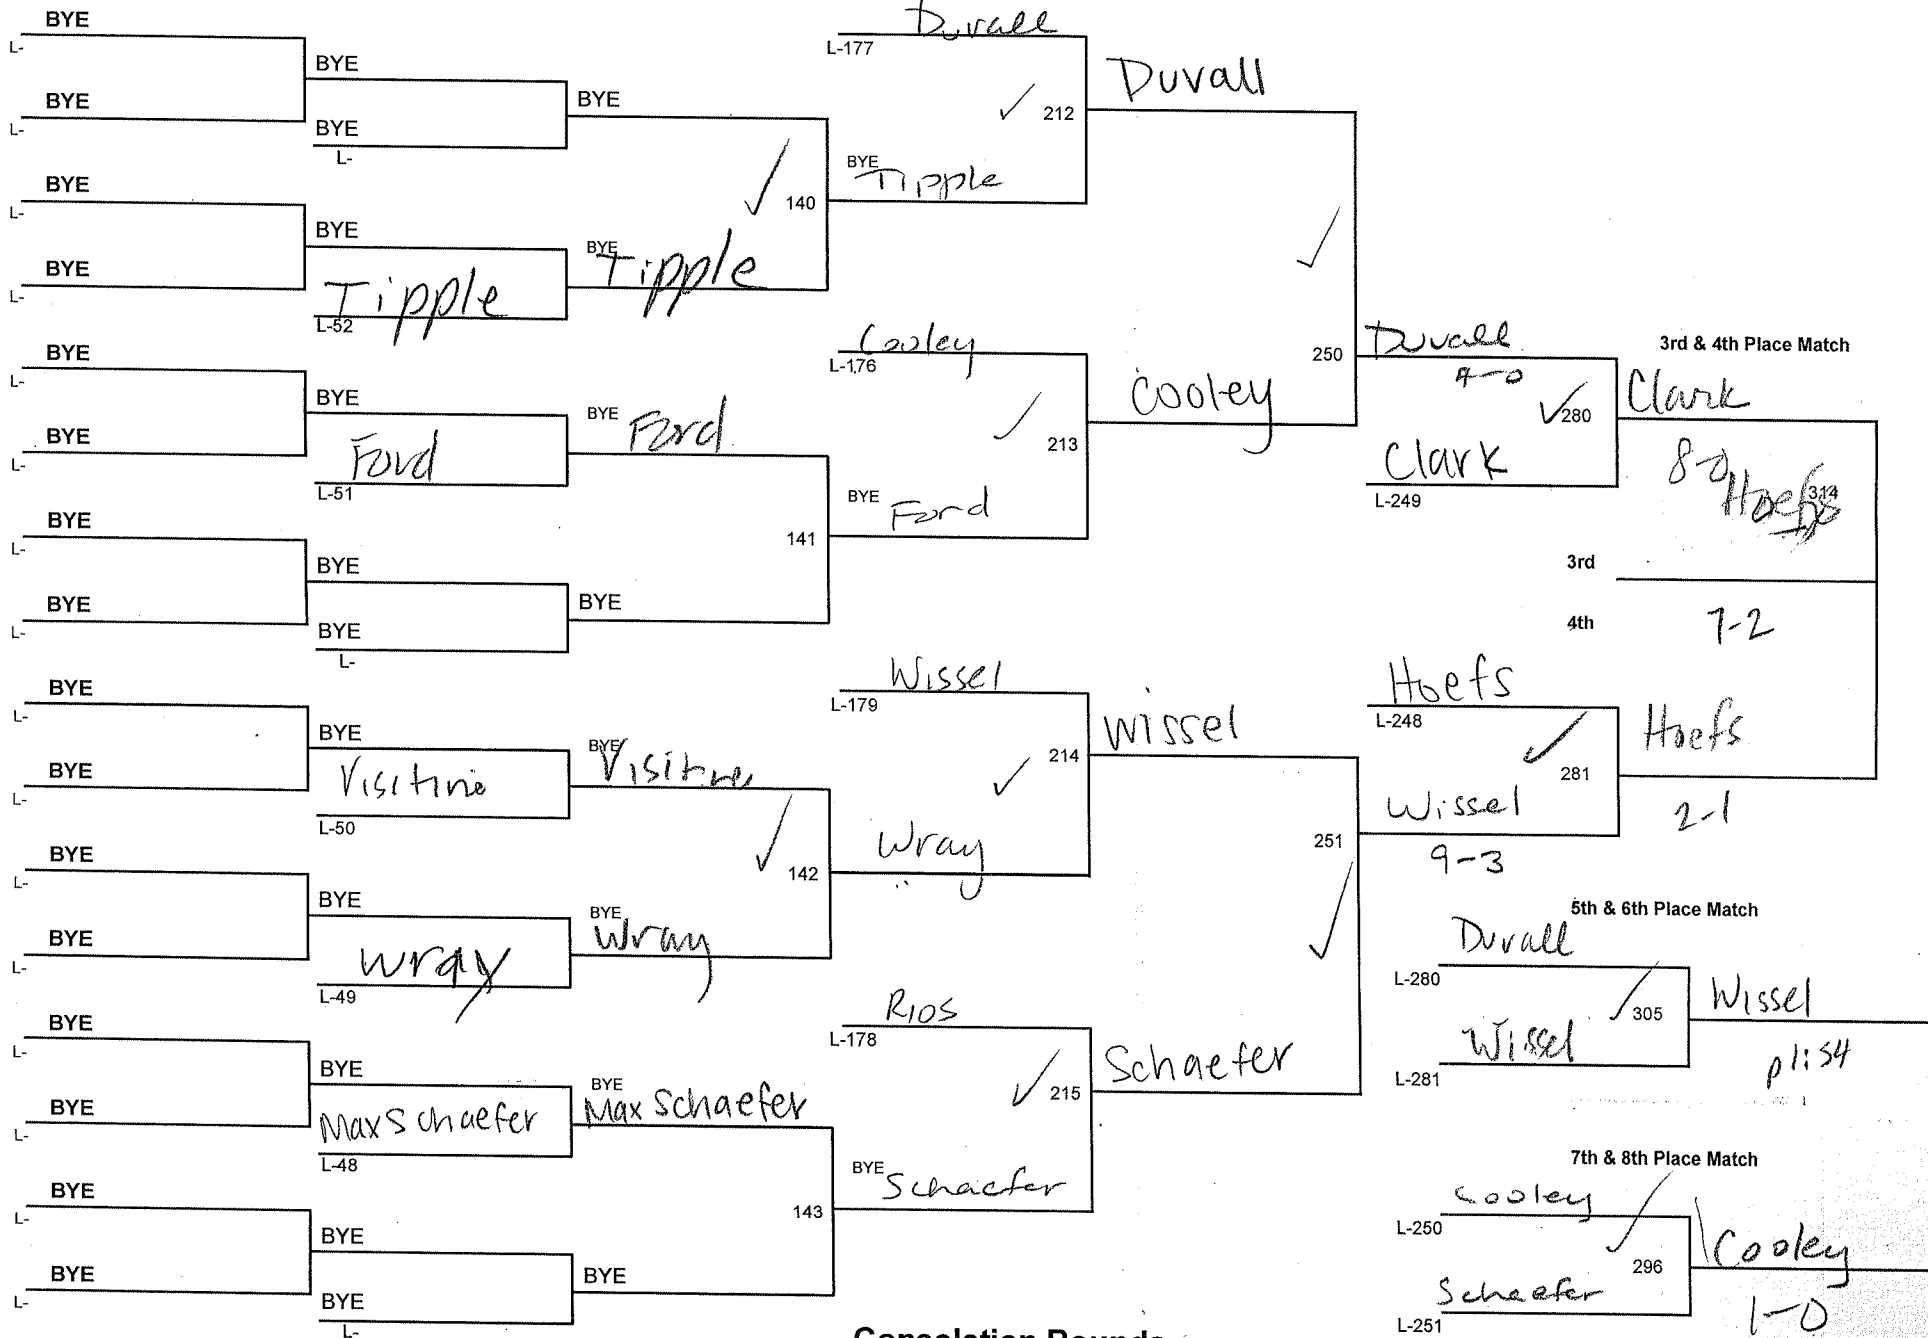 BYE
L-
BYE
L-
BYE
BYE
L-
BYE
BYE
L-
BYE
L-
BYE
Tipple
L-52
BYE
Tipple
140
BYE
L-
BYE
L-
BYE
Ford
L-51
BYE
Ford
BYE
L-
BYE
L-
BYE
BYE
L-
BYE
141
BYE
L-
BYE
L-
BYE
Visitine
L-50
BYE
BYE
L-
BYE
L-
BYE
Wray
L-49
BYE
Wray
142
BYE
L-
BYE
L-
BYE
Max Schaefer
L-48
BYE
Max Schaefer
BYE
L-
BYE
L-
BYE
BYE
L-
BYE
143
Duvall
L-177
BYE
Tipple
212
Duvall
Cooley
L-176
BYE
Ford
213
Cooley
250
Wissel
L-179
Wray
214
Wissel
Rios
L-178
BYE
Schaefer
215
Schaefer
251
Duvall
Clark
L-249
280
3rd & 4th Place Match
Clark
8-0
Hoefs
314
3rd
4th
7-2
Hoefs
L-248
Wissel
9-3
281
Hoefs
2-1
5th & 6th Place Match
Duvall
L-280
Wissel
L-281
305
Wissel
7th & 8th Place Match
Cooley
L-250
Schaefer
L-251
296
Cooley
1-0
Consolation Rounds